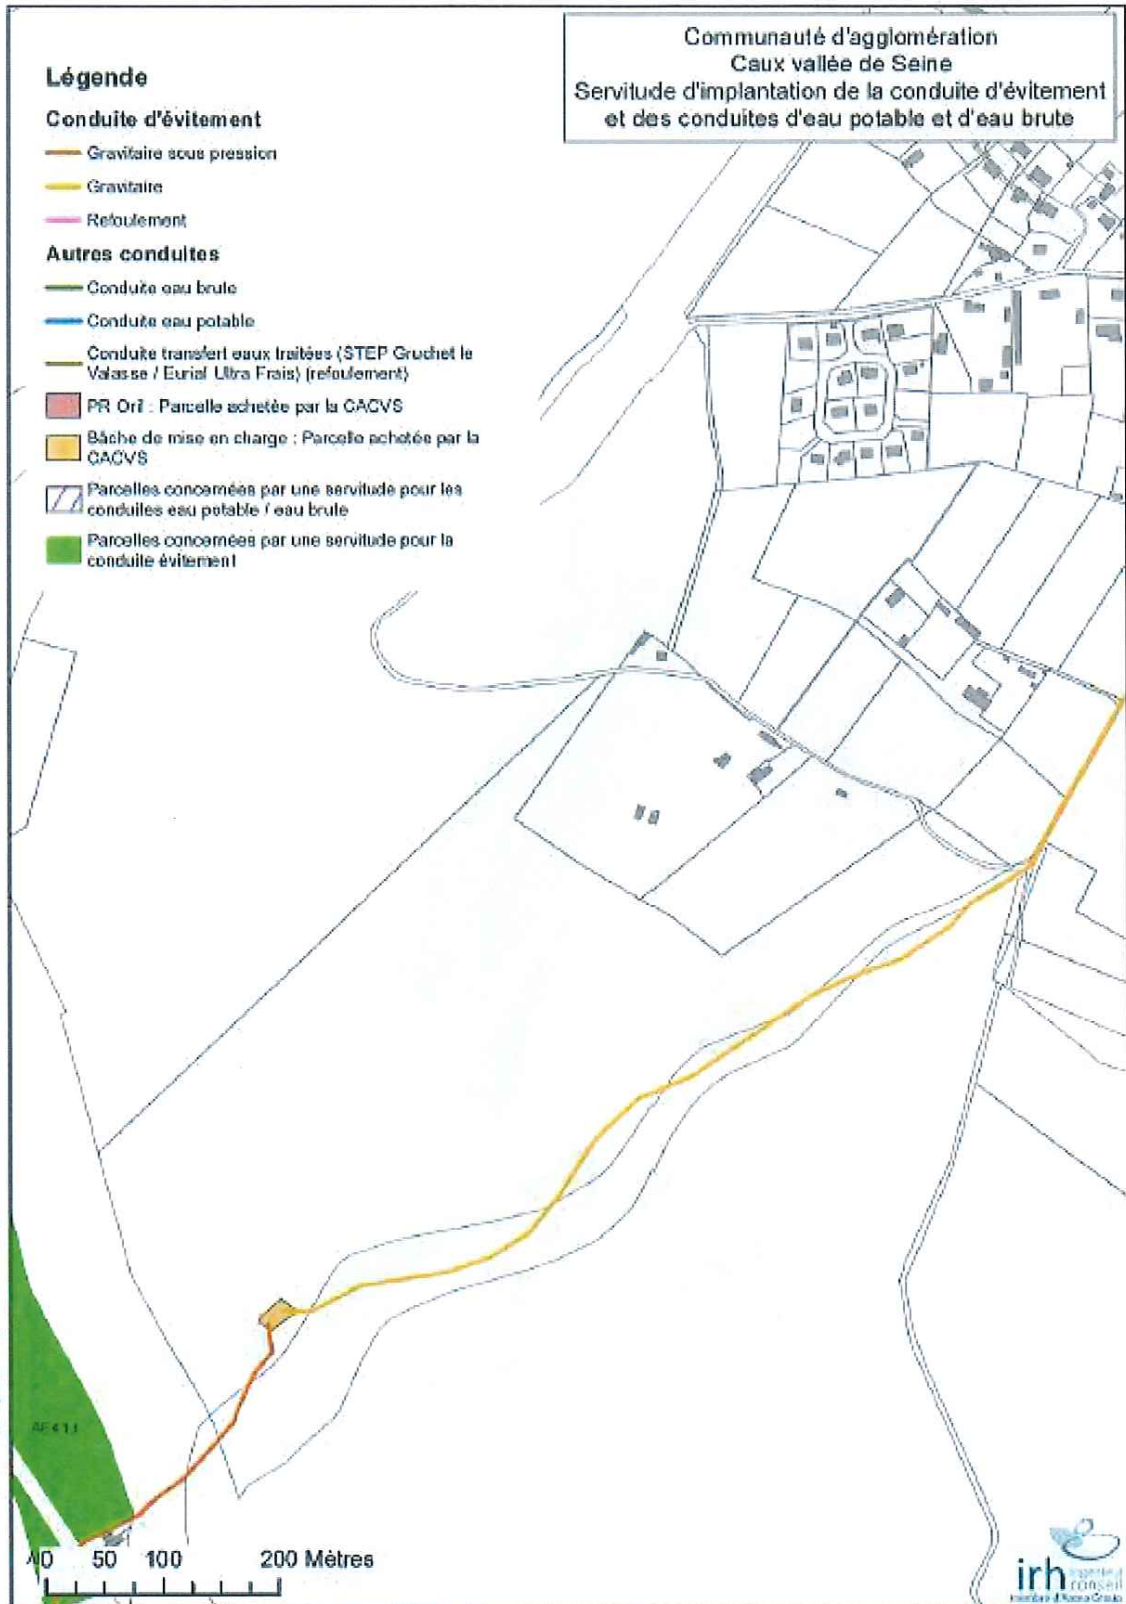 Communauté d'agglomération
Caux vallée de Seine
Servitude d'implantation de la conduite d'évitement
et des conduites d'eau potable et d'eau brute
Légende
Conduite d'évitement
Gravitaire sous pression
Gravitaire
Refoulement
Autres conduites
Conduite eau brute
Conduite eau potable
Conduite transfert eaux traitées (STEP Gruchet le
Valasse / Eurial Ultra Frais) (refoulement)
PR Oril : Parcelle achetée par la CACVS
Bâche de mise en charge : Parcelle achetée par la
CACVS
Parcelles concernées par une servitude pour les
conduites eau potable / eau brute
Parcelles concernées par une servitude pour la
conduite évitement
0 50 100 200 Mètres
irh
ingénieur
conseil